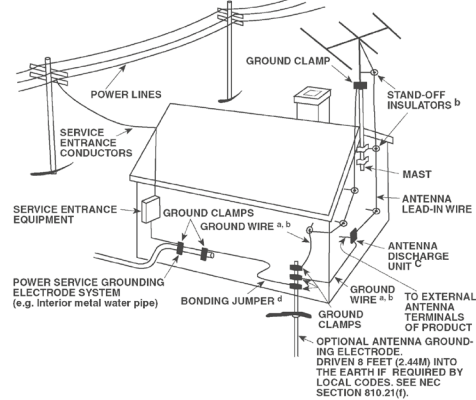 GROUND CLAMP
POWER LINES
STAND-OFF
INSULATORS b
SERVICE
ENTRANCE
CONDUCTORS
MAST
ANTENNA
LEAD-IN WIRE
SERVICE ENTRANCE
EQUIPMENT
GROUND CLAMPS
GROUND WIRE a, b
ANTENNA
DISCHARGE
UNIT C
POWER SERVICE GROUNDING
ELECTRODE SYSTEM
(e.g. Interior metal water pipe)
BONDING JUMPER d
GROUND
WIRE a, b
TO EXTERNAL
ANTENNA
TERMINALS
OF PRODUCT
GROUND
CLAMPS
OPTIONAL ANTENNA GROUND-
ING ELECTRODE.
DRIVEN 8 FEET (2.44M) INTO
THE EARTH IF REQUIRED BY
LOCAL CODES. SEE NEC
SECTION 810.21(f).